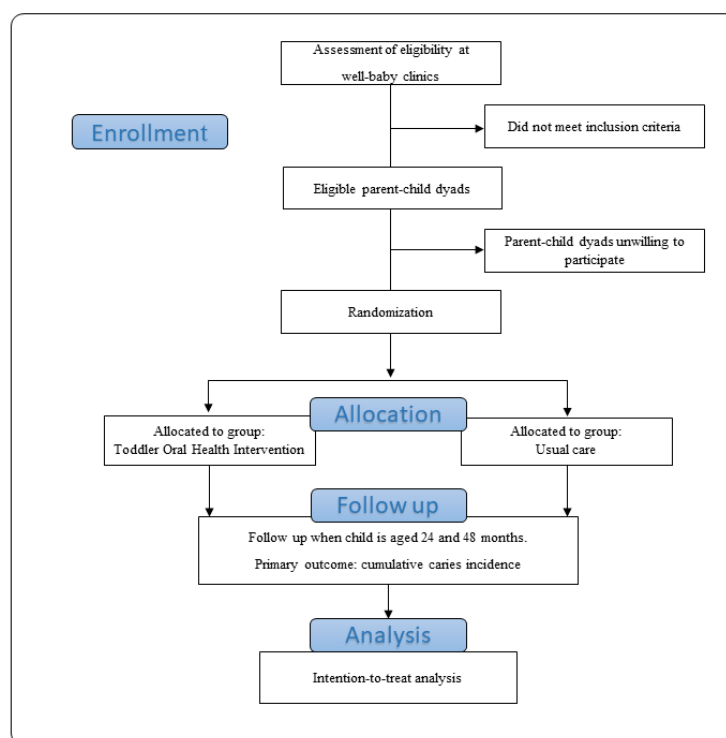 Assessment of eligibility at
well-baby clinics
Enrollment
Did not meet inclusion criteria
Eligible parent-child dyads
Parent-child dyads unwilling to
participate
Randomization
Allocation
Allocated to group:
Toddler Oral Health Intervention
Allocated to group:
Usual care
Follow up
Follow up when child is aged 24 and 48 months.
Primary outcome: cumulative caries incidence
Analysis
Intention-to-treat analysis